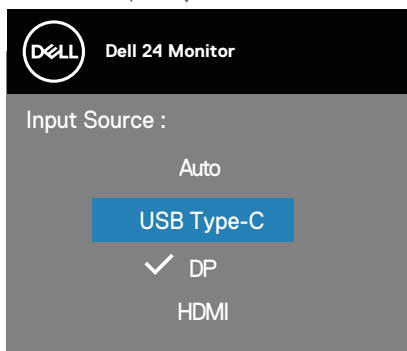 DELL Dell 24 Monitor
Input Source :
Auto
USB Type-C
DP
HDMI